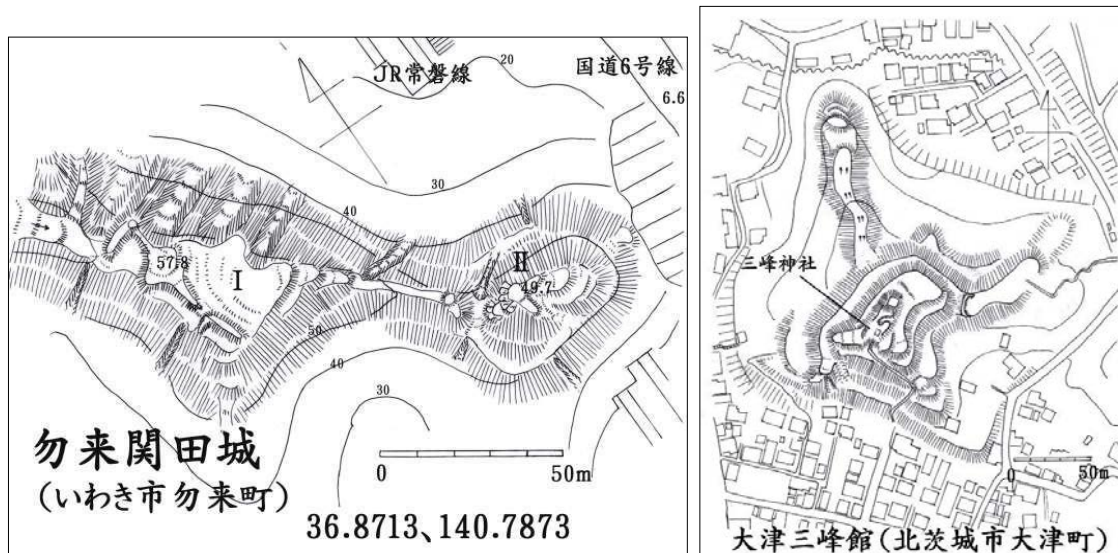 JR常磐線
20
国道6号線
6.6
30
40
57.8
I
II
49.7
50
40
30
勿来関田城
(いわき市勿来町)
0 50m
36.8713、140.7873
三峰神社
0 50m
大津三峰館(北茨城市大津町)